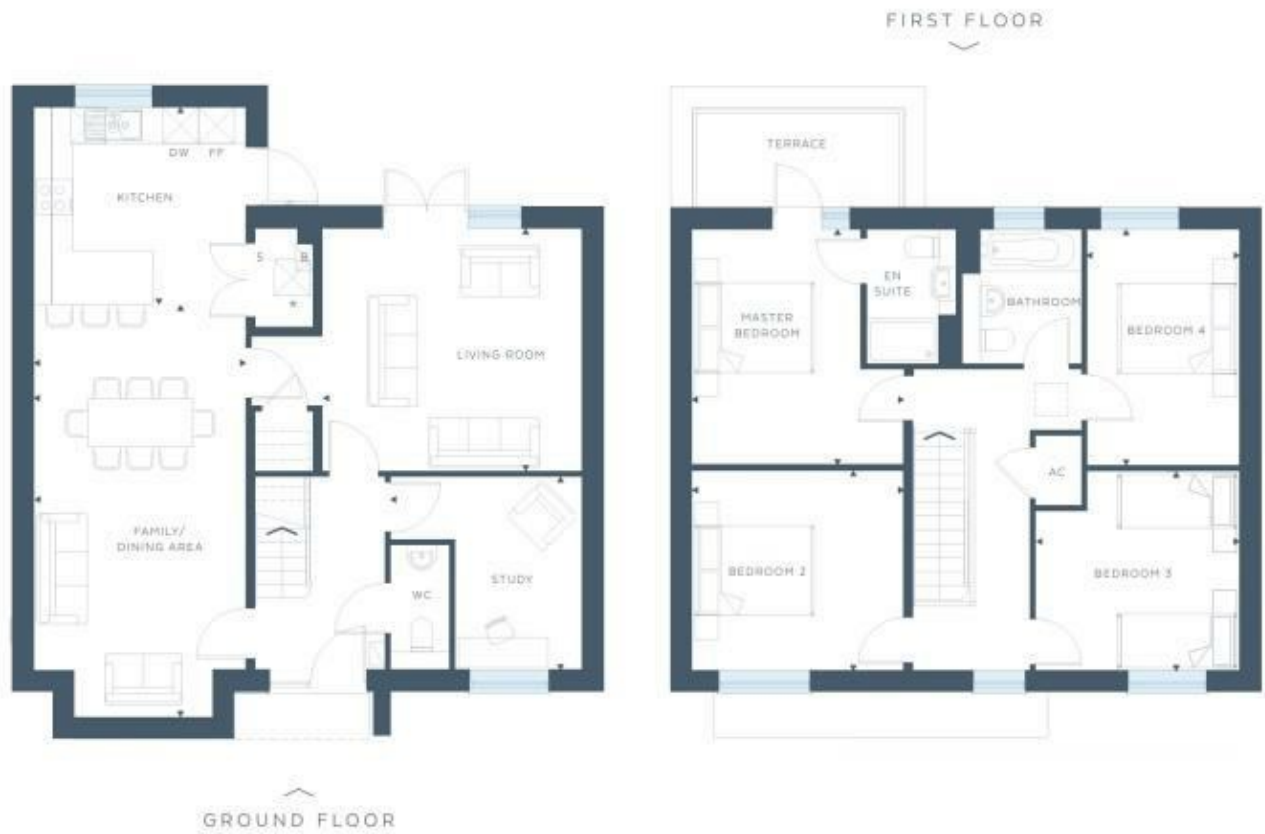 FIRST FLOOR
TERRACE
DW FF
KITCHEN
S B
EN
SUITE
MASTER
BEDROOM
BATHROOM
BEDROOM 4
LIVING ROOM
AC
FAMILY/
DINING AREA
STUDY
WC
BEDROOM 2
BEDROOM 3
GROUND FLOOR